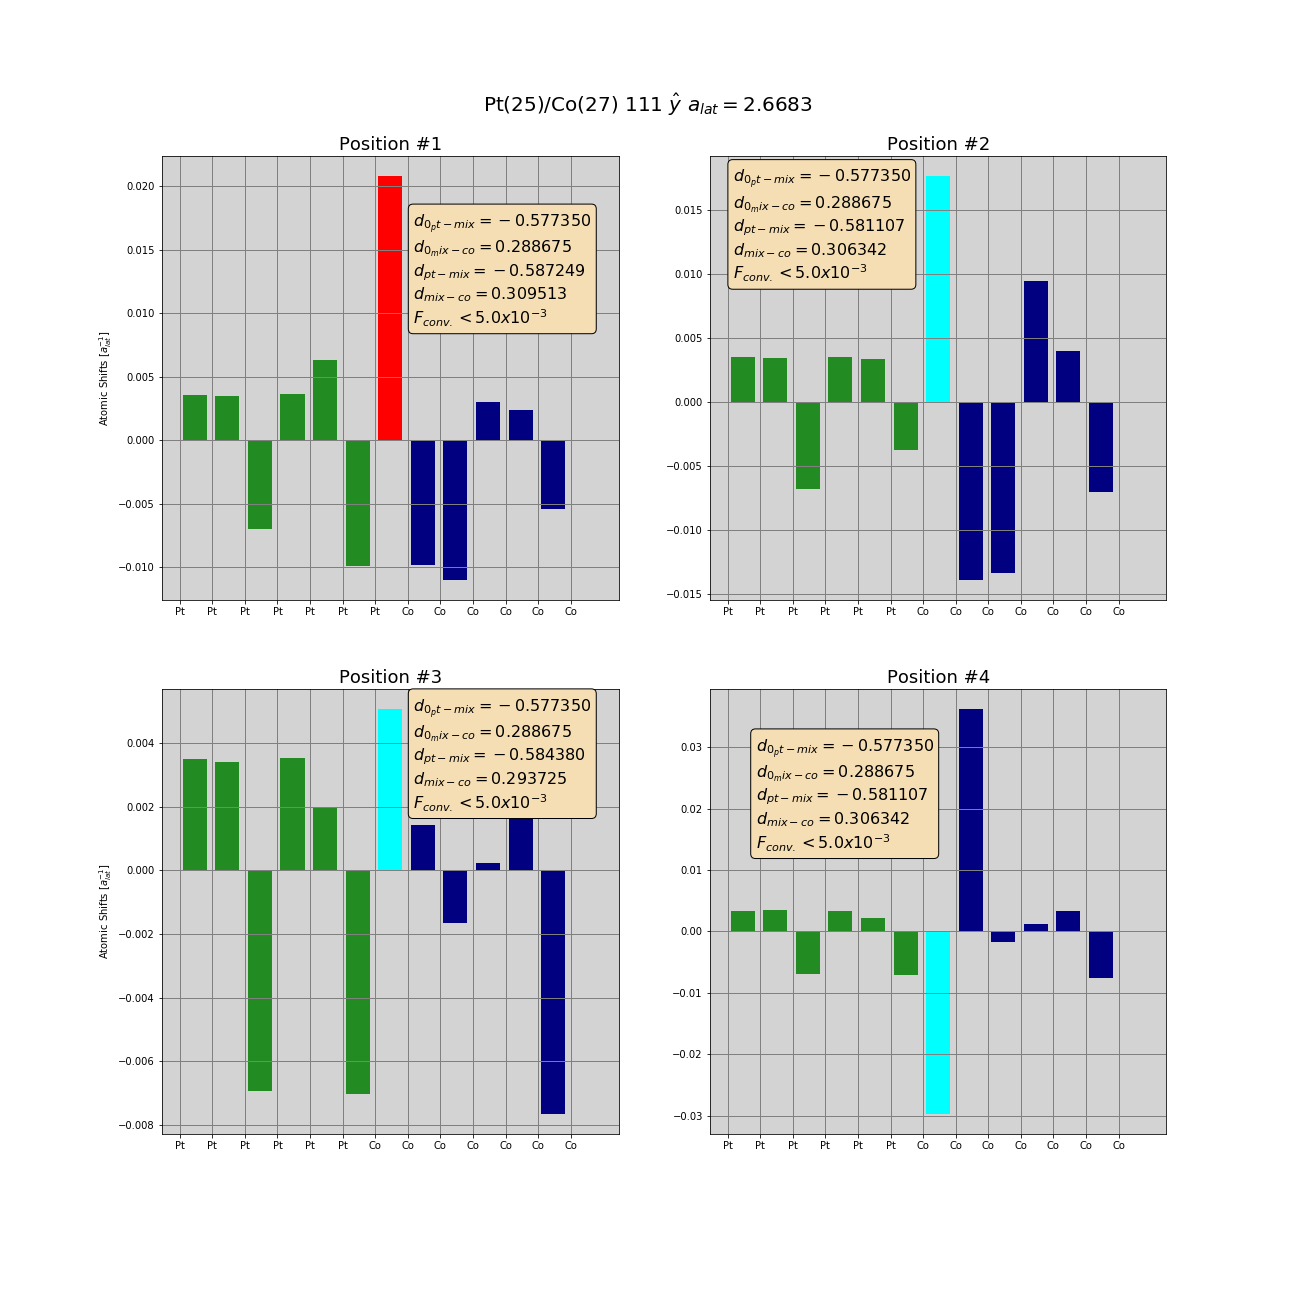 Pt(25)/Co(27) 111 ŷ a_lat = 2.6683
Position #1
Atomic Shifts [a_lat^−1]
0.020
0.015
0.010
0.005
0.000
−0.005
−0.010
d_0_pt−mix = −0.577350
d_0_mix−co = 0.288675
d_pt−mix = −0.587249
d_mix−co = 0.309513
F_conv. < 5.0x10^−3
Pt Pt Pt Pt Pt Pt Pt Co Co Co Co Co Co
Position #2
0.015
0.010
0.005
0.000
−0.005
−0.010
−0.015
d_0_pt−mix = −0.577350
d_0_mix−co = 0.288675
d_pt−mix = −0.581107
d_mix−co = 0.306342
F_conv. < 5.0x10^−3
Pt Pt Pt Pt Pt Pt Co Co Co Co Co Co Co
Position #3
Atomic Shifts [a_lat^−1]
0.004
0.002
0.000
−0.002
−0.004
−0.006
−0.008
d_0_pt−mix = −0.577350
d_0_mix−co = 0.288675
d_pt−mix = −0.584380
d_mix−co = 0.293725
F_conv. < 5.0x10^−3
Pt Pt Pt Pt Pt Pt Co Co Co Co Co Co Co
Position #4
0.03
0.02
0.01
0.00
−0.01
−0.02
−0.03
d_0_pt−mix = −0.577350
d_0_mix−co = 0.288675
d_pt−mix = −0.581107
d_mix−co = 0.306342
F_conv. < 5.0x10^−3
Pt Pt Pt Pt Pt Pt Co Co Co Co Co Co Co